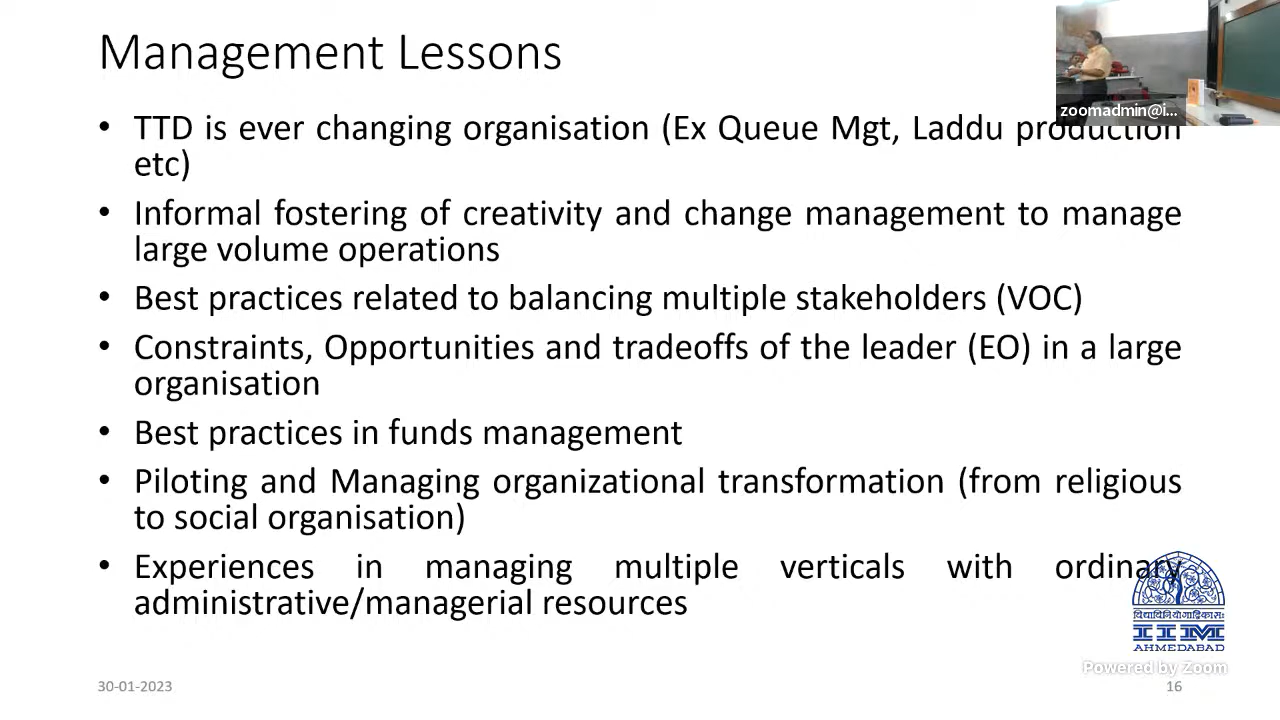 Management Lessons
zoomadmin@i...
• TTD is ever changing organisation (Ex Queue Mgt, Laddu production
etc)
• Informal fostering of creativity and change management to manage
large volume operations
• Best practices related to balancing multiple stakeholders (VOC)
• Constraints, Opportunities and tradeoffs of the leader (EO) in a large
organisation
• Best practices in funds management
• Piloting and Managing organizational transformation (from religious
to social organisation)
• Experiences in managing multiple verticals with ordinary
administrative/managerial resources
विद्याविनियोगाद्विकासः
IIM
AHMEDABAD
Powered by Zoom
30-01-2023
16